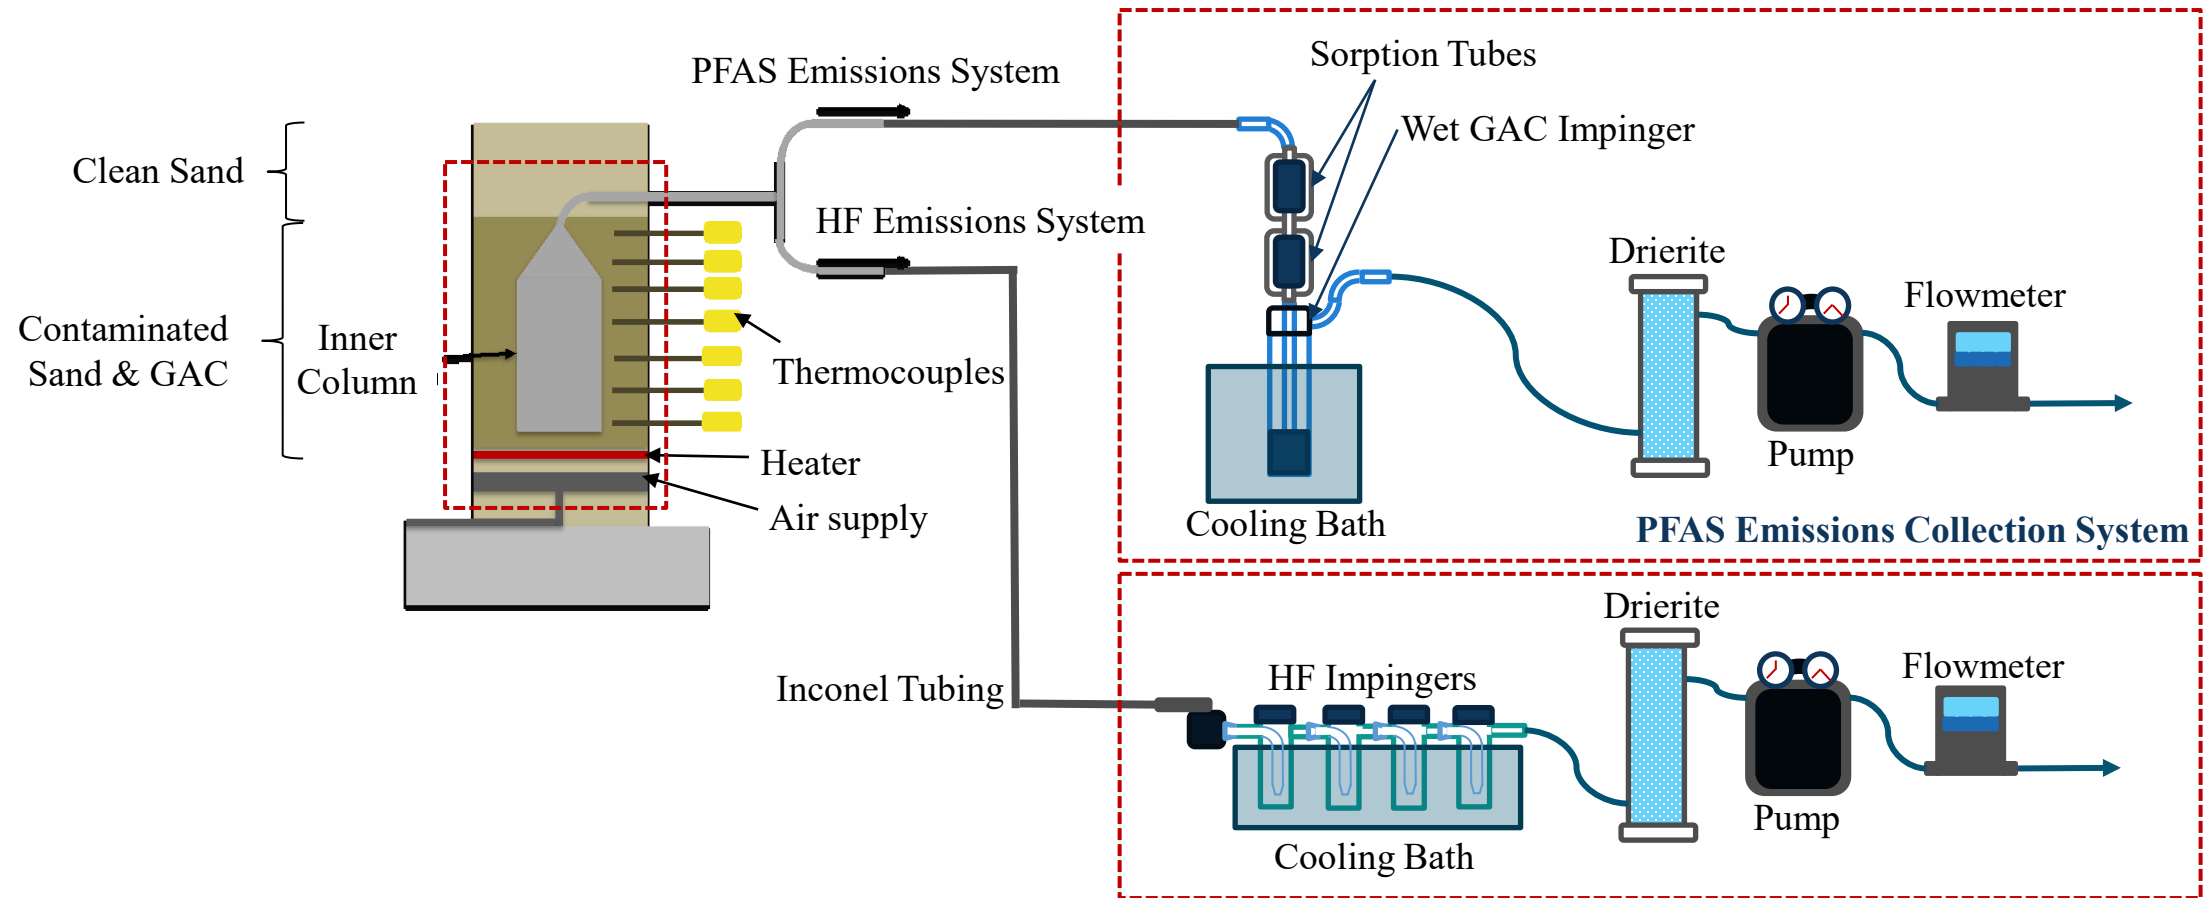 PFAS Emissions System
Sorption Tubes
Wet GAC Impinger
Clean Sand
HF Emissions System
Drierite
Flowmeter
Contaminated
Sand & GAC
Inner
Column
Thermocouples
Heater
Pump
Air supply
Cooling Bath
PFAS Emissions Collection System
Drierite
Inconel Tubing
HF Impingers
Flowmeter
Pump
Cooling Bath